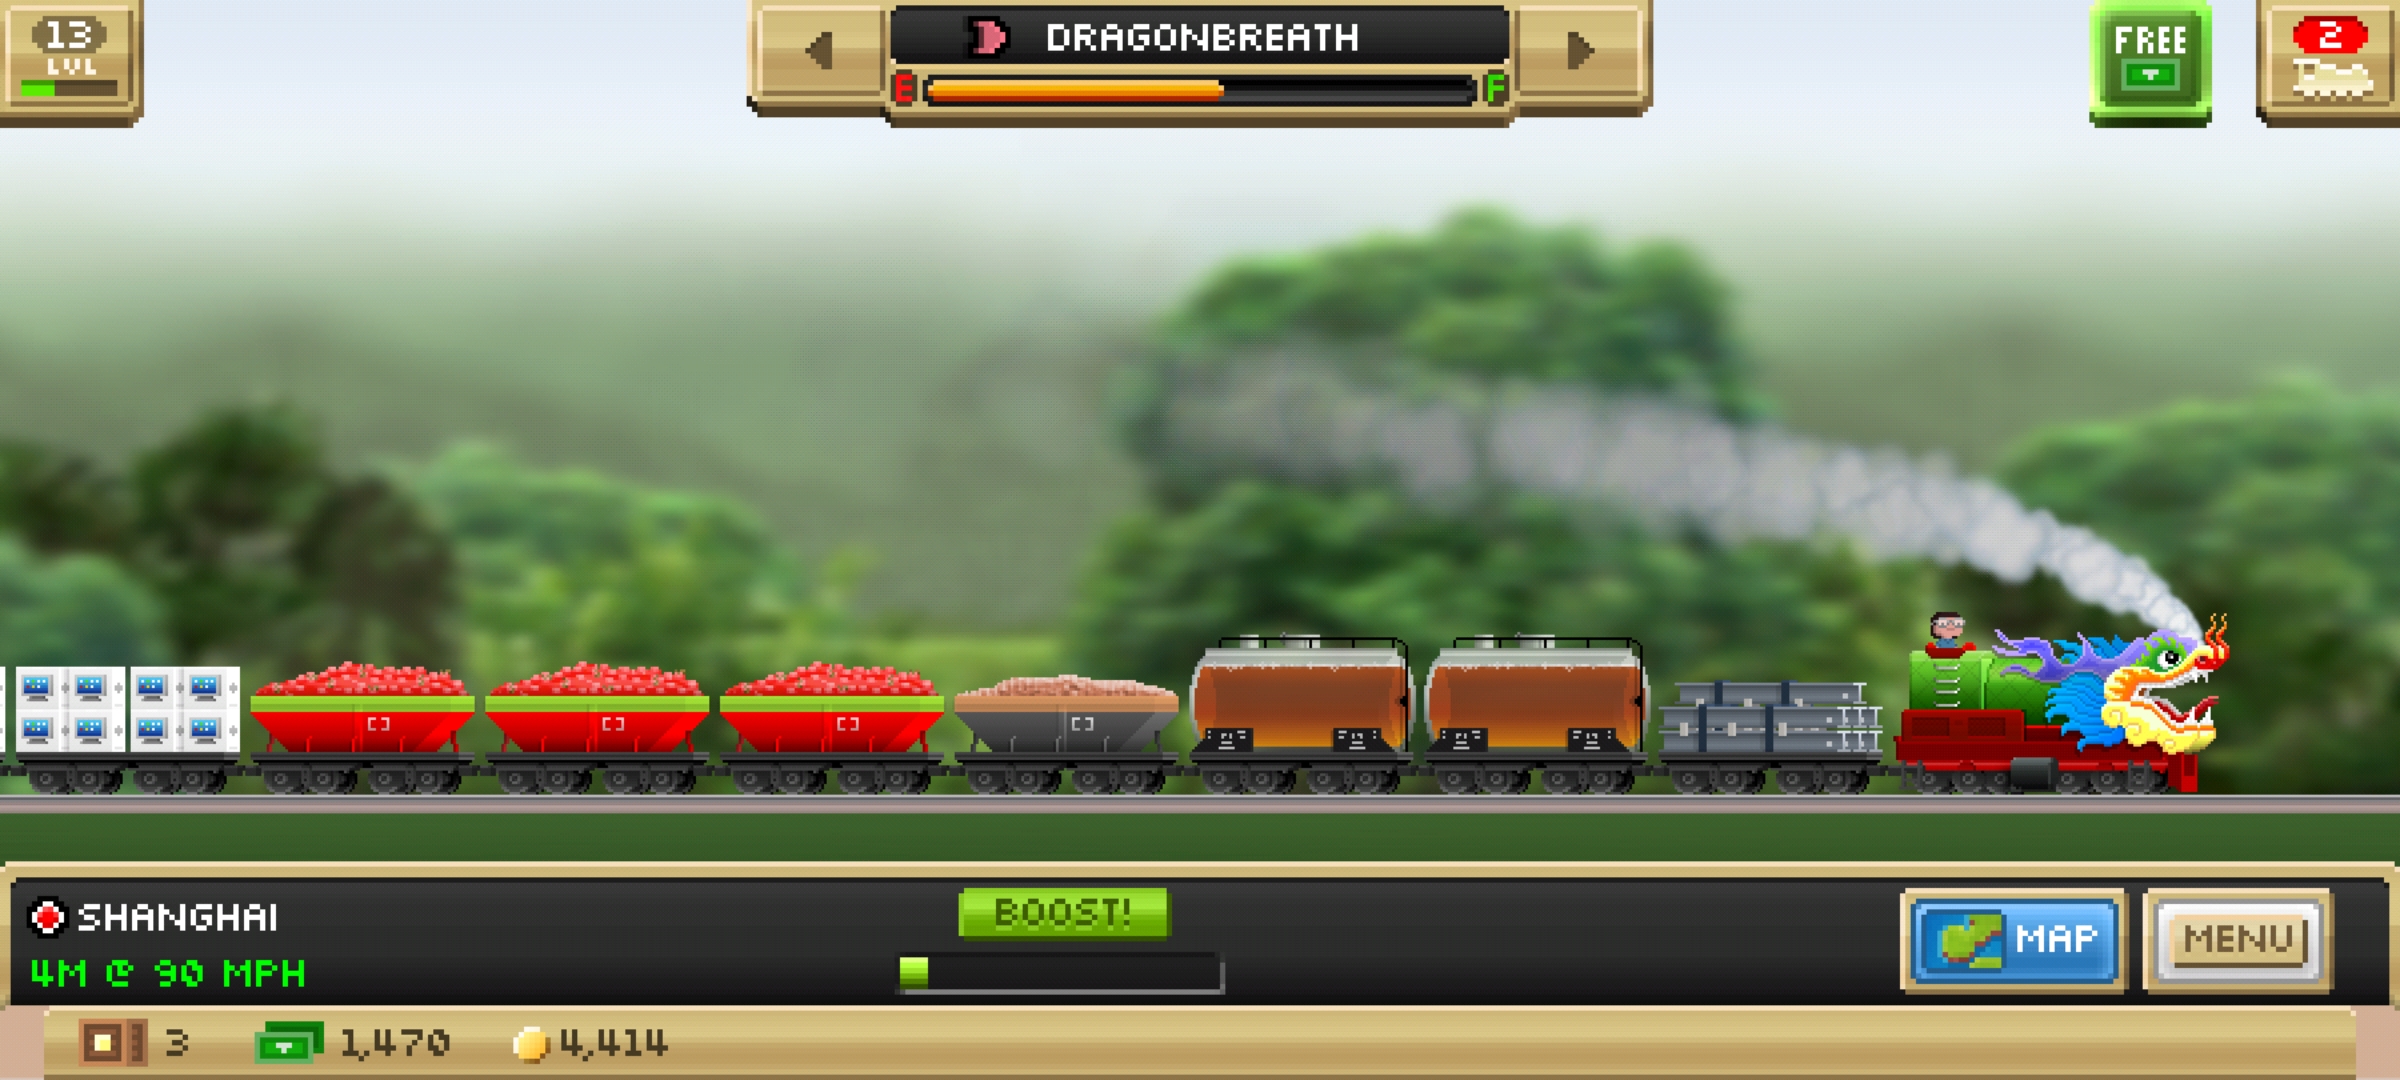 13
LVL
DRAGONBREATH
E F
FREE
2
SHANGHAI
4M @ 90 MPH
BOOST!
MAP
MENU
3 1,470 4,414